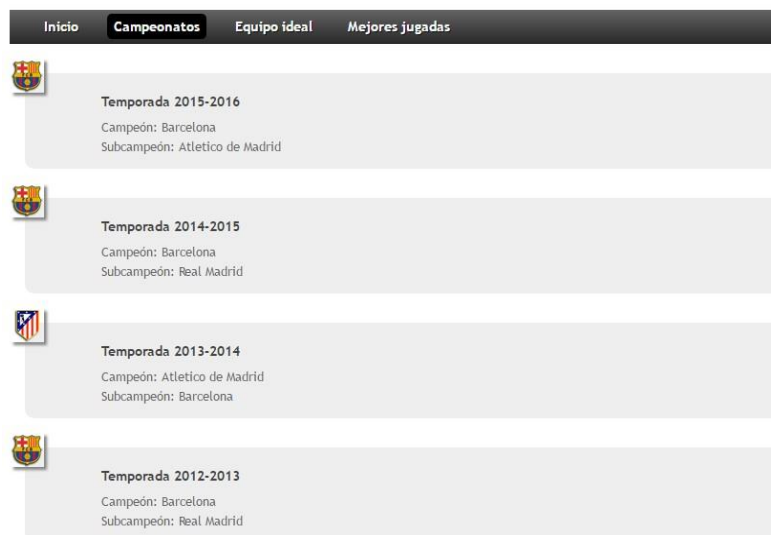 Inicio Campeonatos Equipo ideal Mejores jugadas
Temporada 2015-2016
Campeón: Barcelona
Subcampeón: Atletico de Madrid
Temporada 2014-2015
Campeón: Barcelona
Subcampeón: Real Madrid
Temporada 2013-2014
Campeón: Atletico de Madrid
Subcampeón: Barcelona
Temporada 2012-2013
Campeón: Barcelona
Subcampeón: Real Madrid